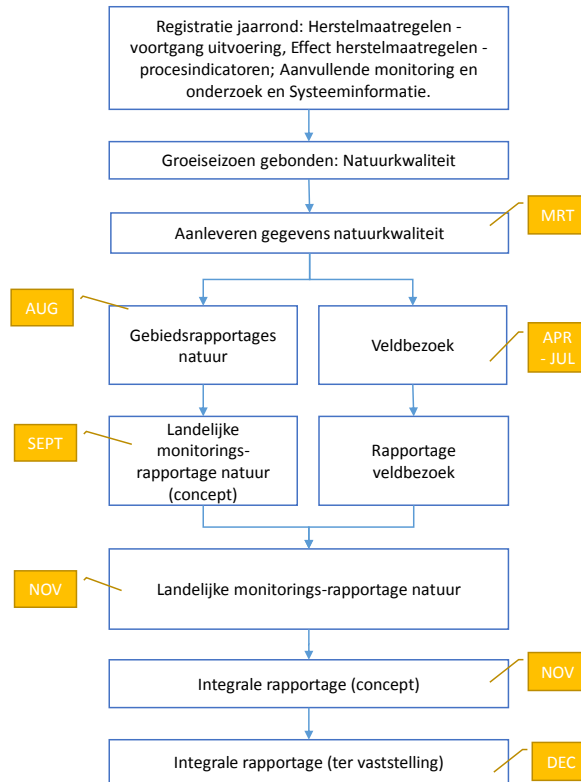 Registratie jaarrond: Herstelmaatregelen -
voortgang uitvoering, Effect herstelmaatregelen -
procesindicatoren; Aanvullende monitoring en
onderzoek en Systeeminformatie.
Groeiseizoen gebonden: Natuurkwaliteit
MRT
Aanleveren gegevens natuurkwaliteit
AUG
Gebiedsrapportages
natuur
Veldbezoek
APR
- JUL
SEPT
Landelijke
monitorings-
rapportage natuur
(concept)
Rapportage
veldbezoek
NOV
Landelijke monitorings-rapportage natuur
Integrale rapportage (concept)
NOV
Integrale rapportage (ter vaststelling)
DEC